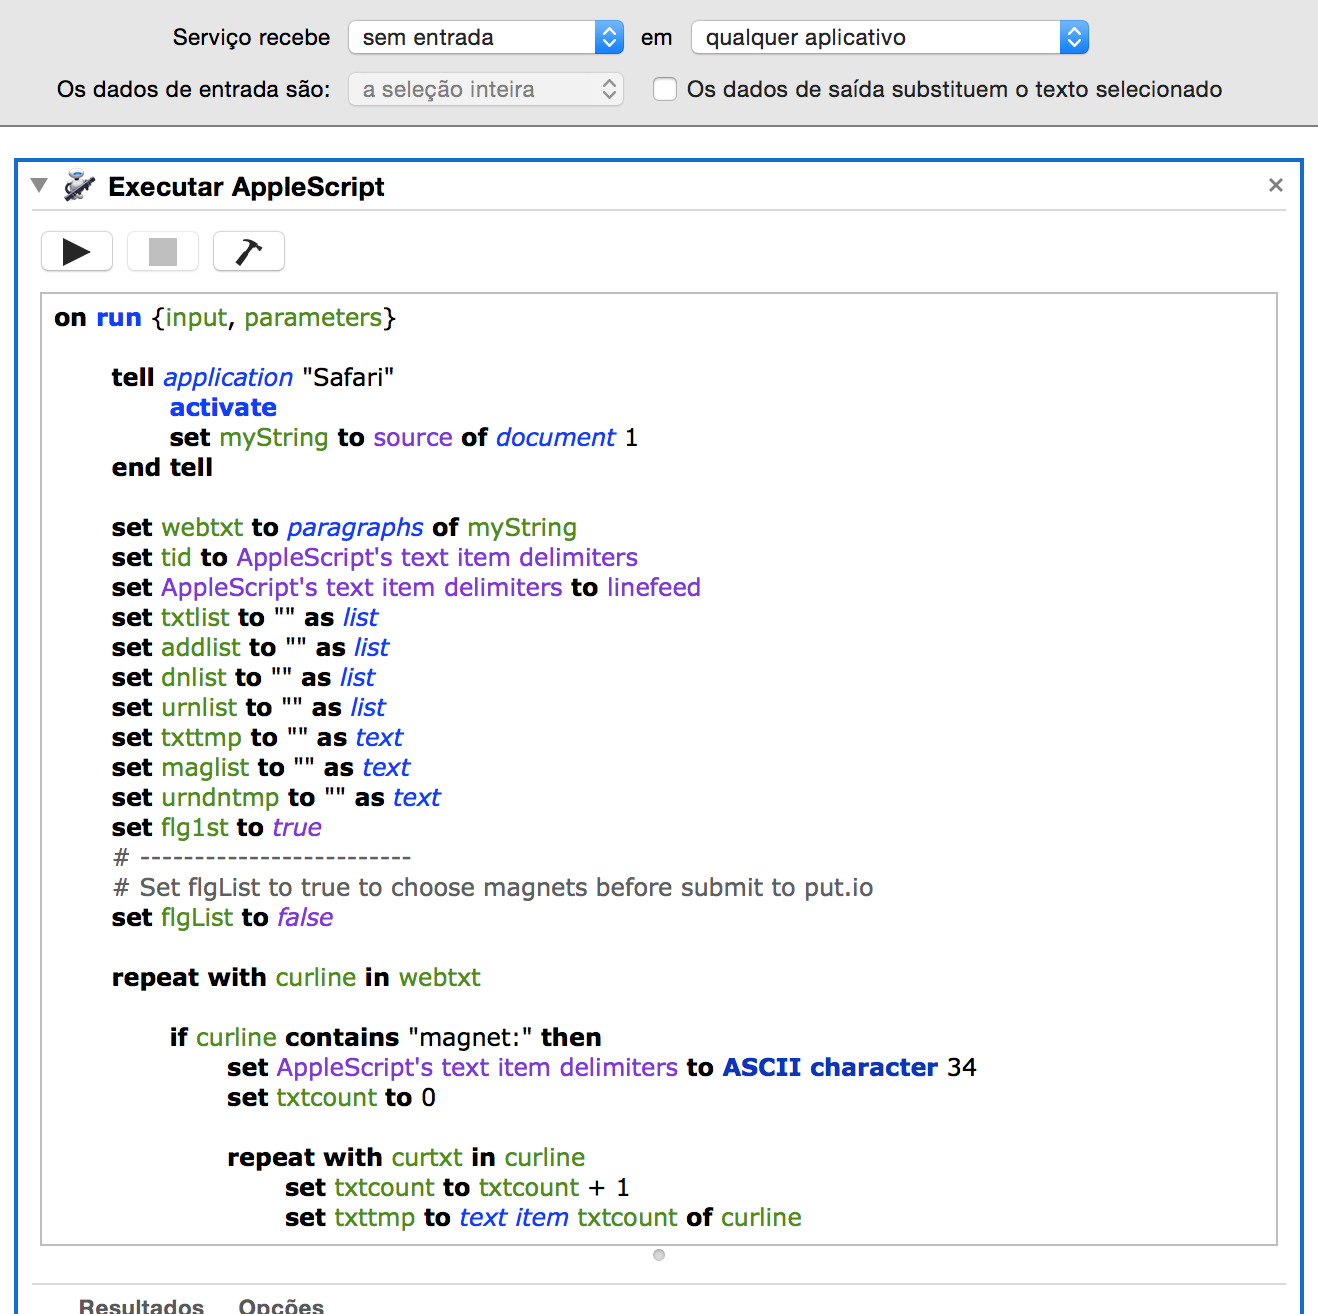 Serviço recebe sem entrada em qualquer aplicativo
Os dados de entrada são: a seleção inteira Os dados de saída substituem o texto selecionado
Executar AppleScript
on run {input, parameters}
tell application "Safari"
activate
set myString to source of document 1
end tell
set webtxt to paragraphs of myString
set tid to AppleScript's text item delimiters
set AppleScript's text item delimiters to linefeed
set txtlist to "" as list
set addlist to "" as list
set dnlist to "" as list
set urnlist to "" as list
set txttmp to "" as text
set maglist to "" as text
set urndntmp to "" as text
set flg1st to true
# -------------------------
# Set flgList to true to choose magnets before submit to put.io
set flgList to false
repeat with curline in webtxt
if curline contains "magnet:" then
set AppleScript's text item delimiters to ASCII character 34
set txtcount to 0
repeat with curtxt in curline
set txtcount to txtcount + 1
set txttmp to text item txtcount of curline
Resultados Opções